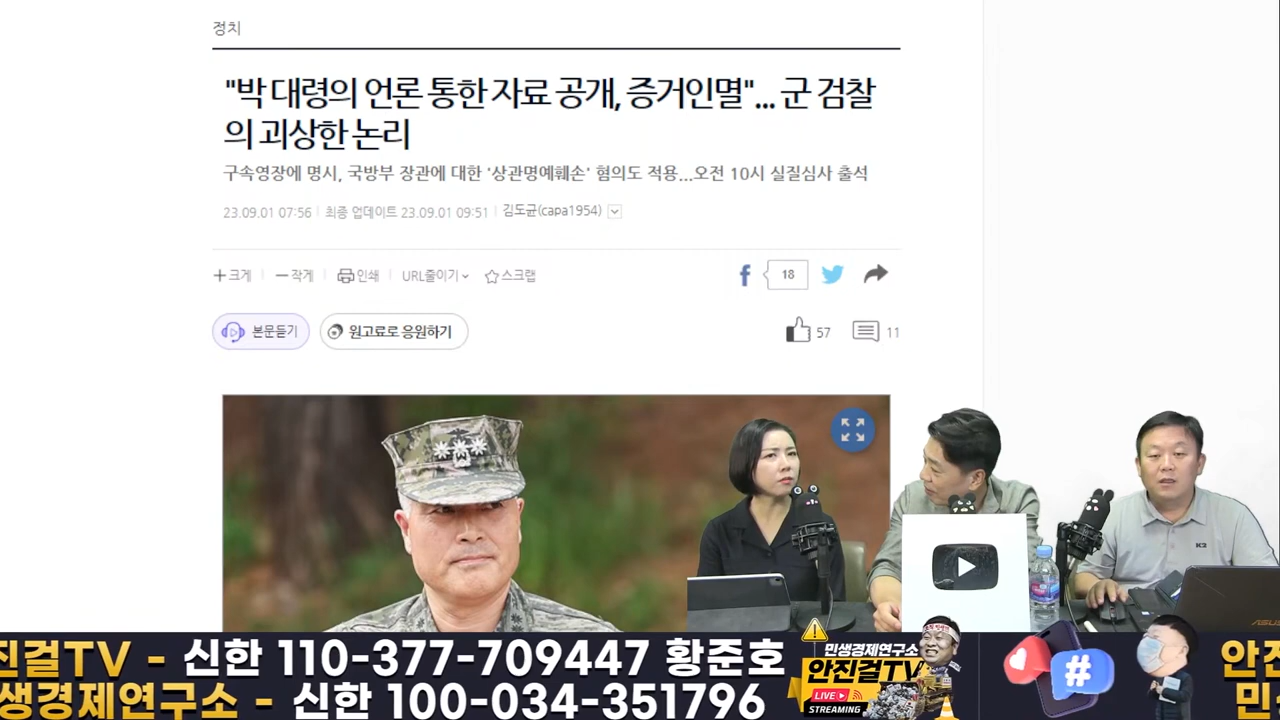 정치
"박 대령의 언론 통한 자료 공개, 증거인멸"... 군 검찰
의 괴상한 논리
구속영장에 명시, 국방부 장관에 대한 '상관명예훼손' 혐의도 적용...오전 10시 실질심사 출석
23.09.01 07:56 | 최종 업데이트 23.09.01 09:51 | 김도균(capa1954)
+크게 | −작게 | 인쇄 | URL줄이기 | 스크랩
18
본문듣기 원고료로 응원하기
57 11
K2
ASUS
진걸TV - 신한 110-377-709447 황준호
생경제연구소 - 신한 100-034-351796
민생경제연구소
안진걸TV
LIVE
STREAMING
#
안진
민